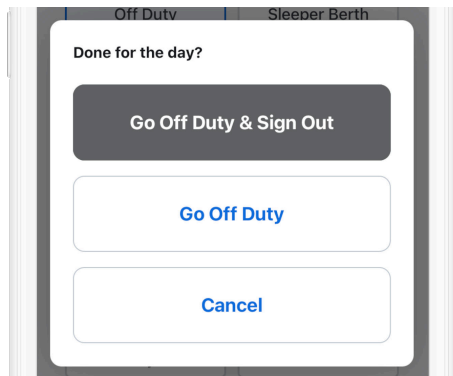 Off Duty
Sleeper Berth
Done for the day?
Go Off Duty & Sign Out
Go Off Duty
Cancel